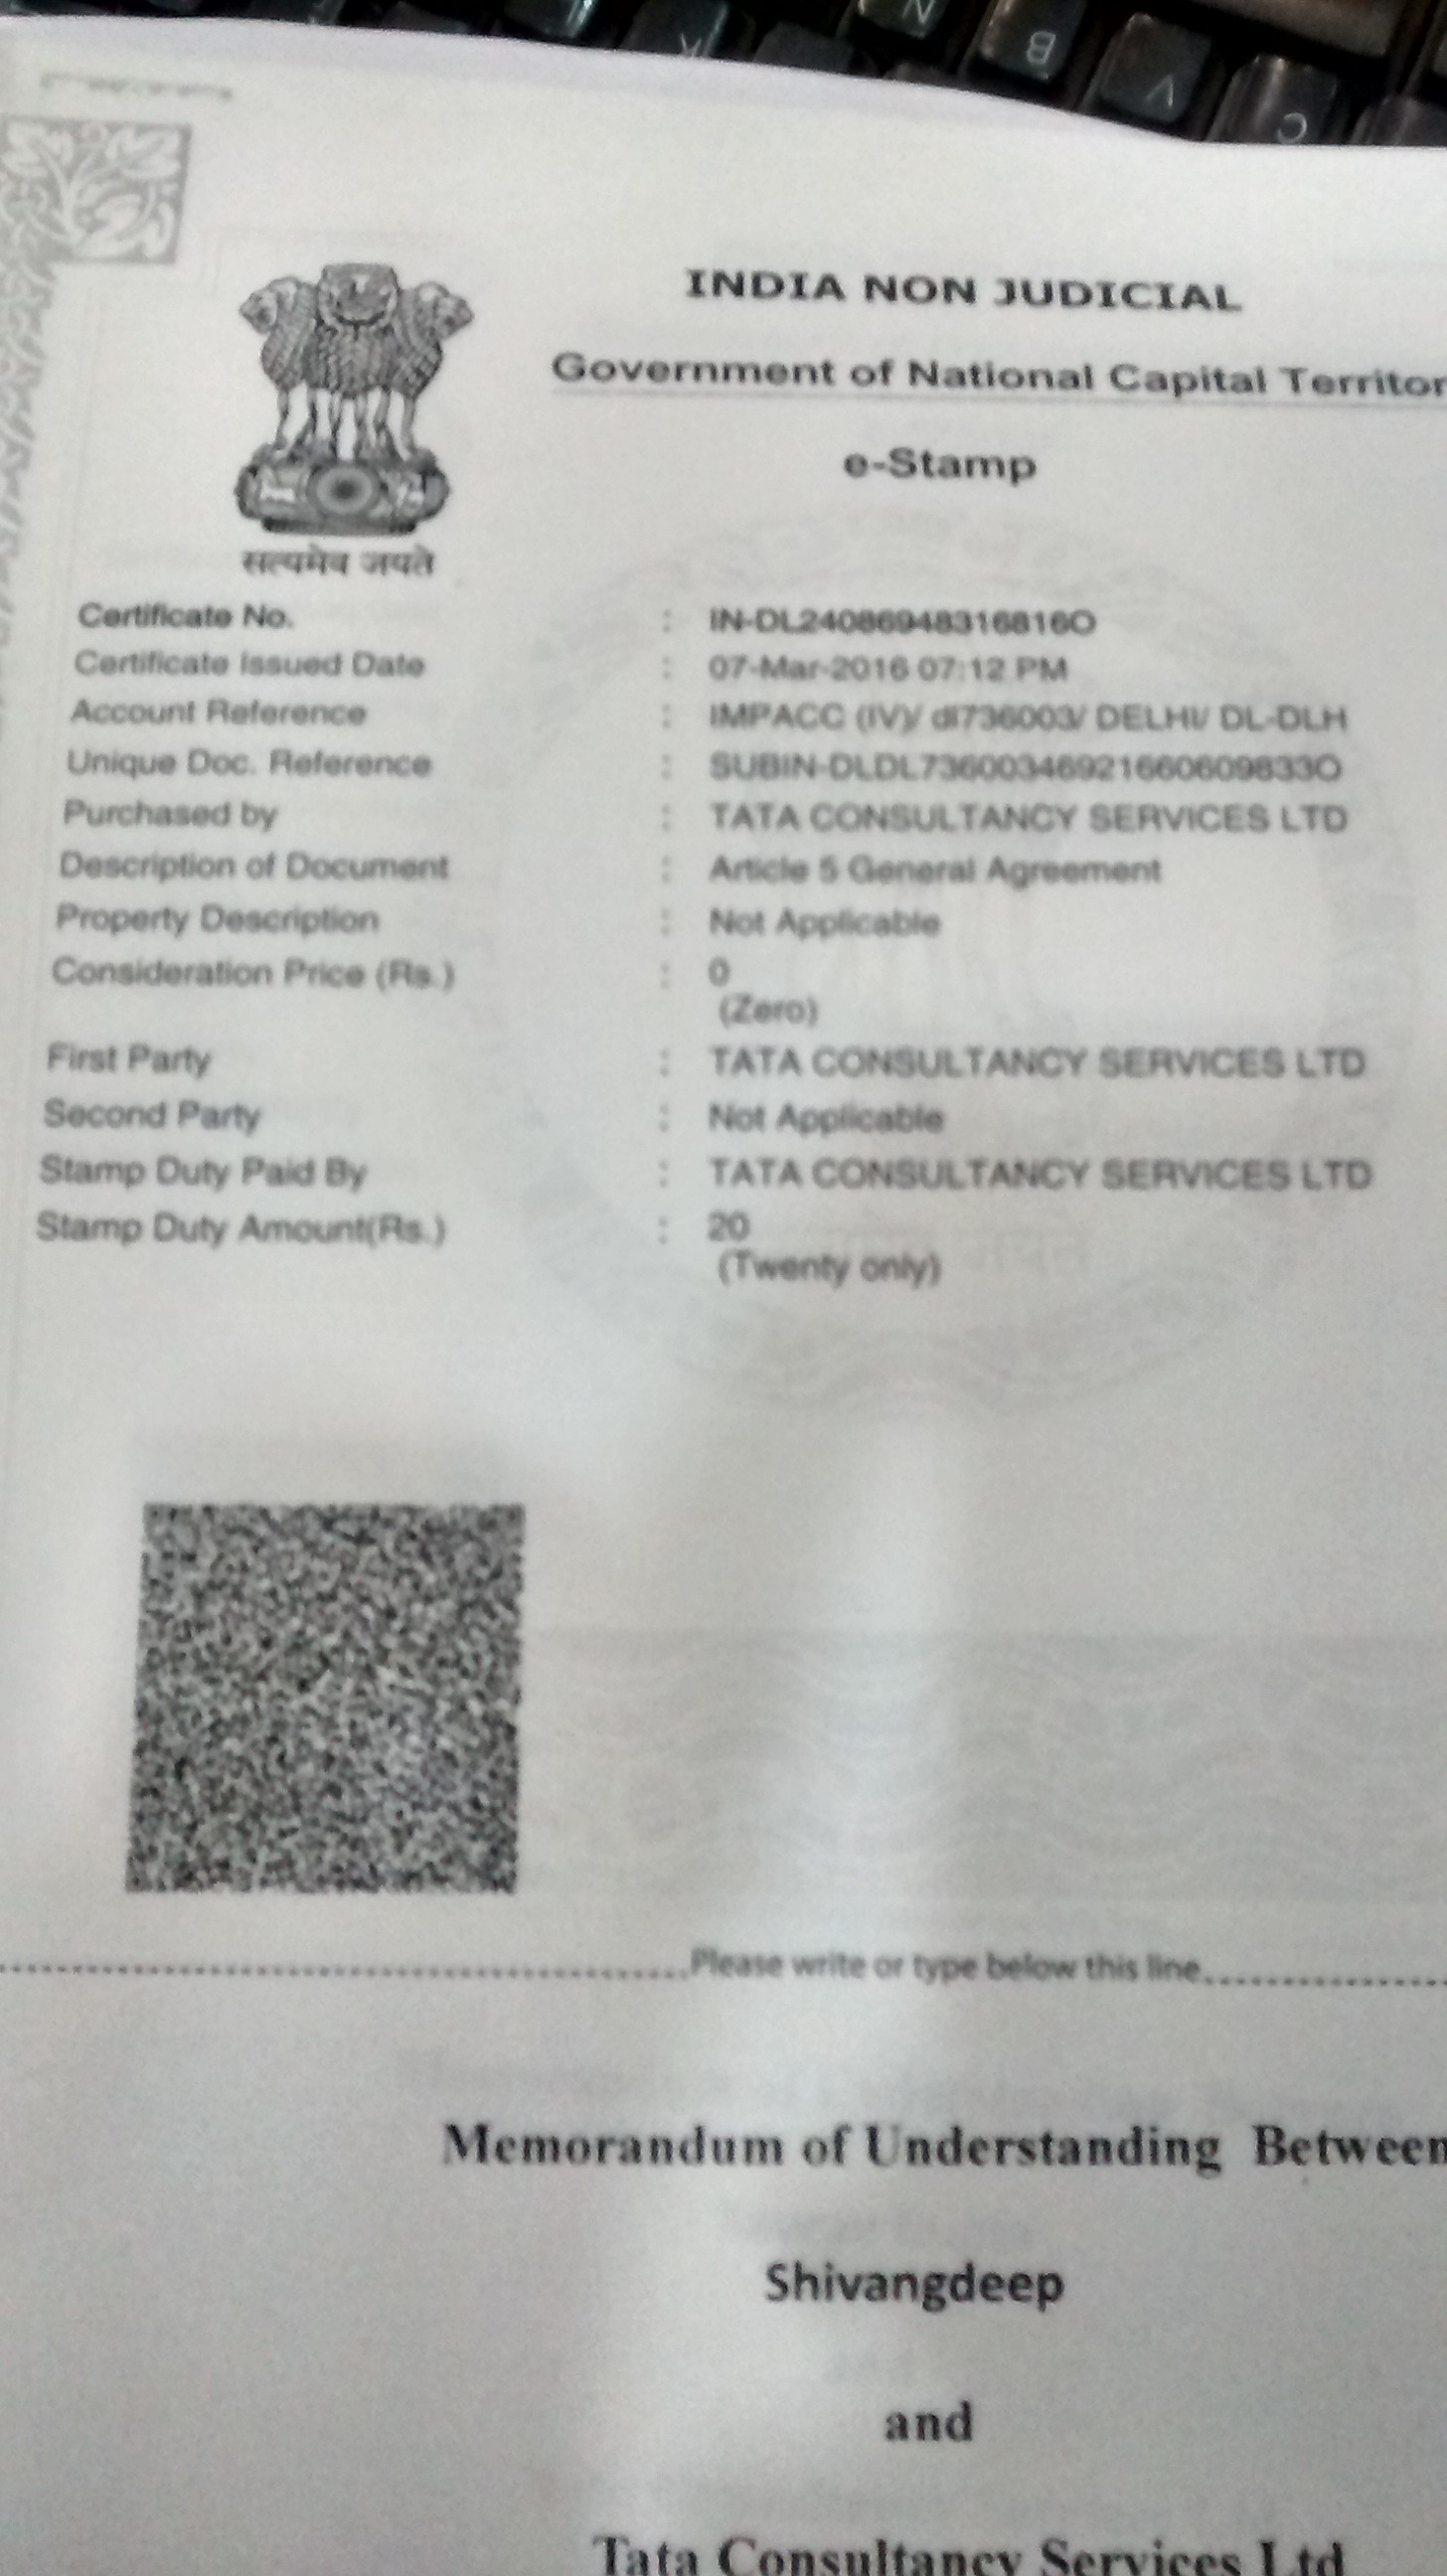 N
B
V
C
INDIA NON JUDICIAL
Government of National Capital Territor
e-Stamp
सत्यमेव जयते
Certificate No. : IN-DL24086948316816O
Certificate Issued Date : 07-Mar-2016 07:12 PM
Account Reference : IMPACC (IV)/ dl736003/ DELHI/ DL-DLH
Unique Doc. Reference : SUBIN-DLDL73600346921660609833O
Purchased by : TATA CONSULTANCY SERVICES LTD
Description of Document : Article 5 General Agreement
Property Description : Not Applicable
Consideration Price (Rs.) : 0
(Zero)
First Party : TATA CONSULTANCY SERVICES LTD
Second Party : Not Applicable
Stamp Duty Paid By : TATA CONSULTANCY SERVICES LTD
Stamp Duty Amount(Rs.) : 20
(Twenty only)
Please write or type below this line
Memorandum of Understanding Between
Shivangdeep
and
Tata Consultancy Services Ltd